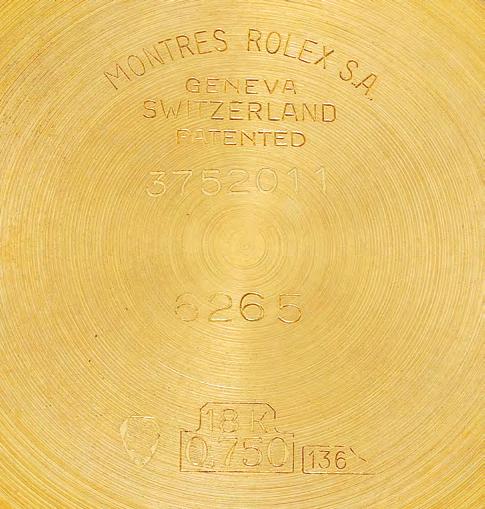 MONTRES ROLEX S.A.
GENEVA
SWITZERLAND
PATENTED
3752011
6265
18 K.
0,750
136